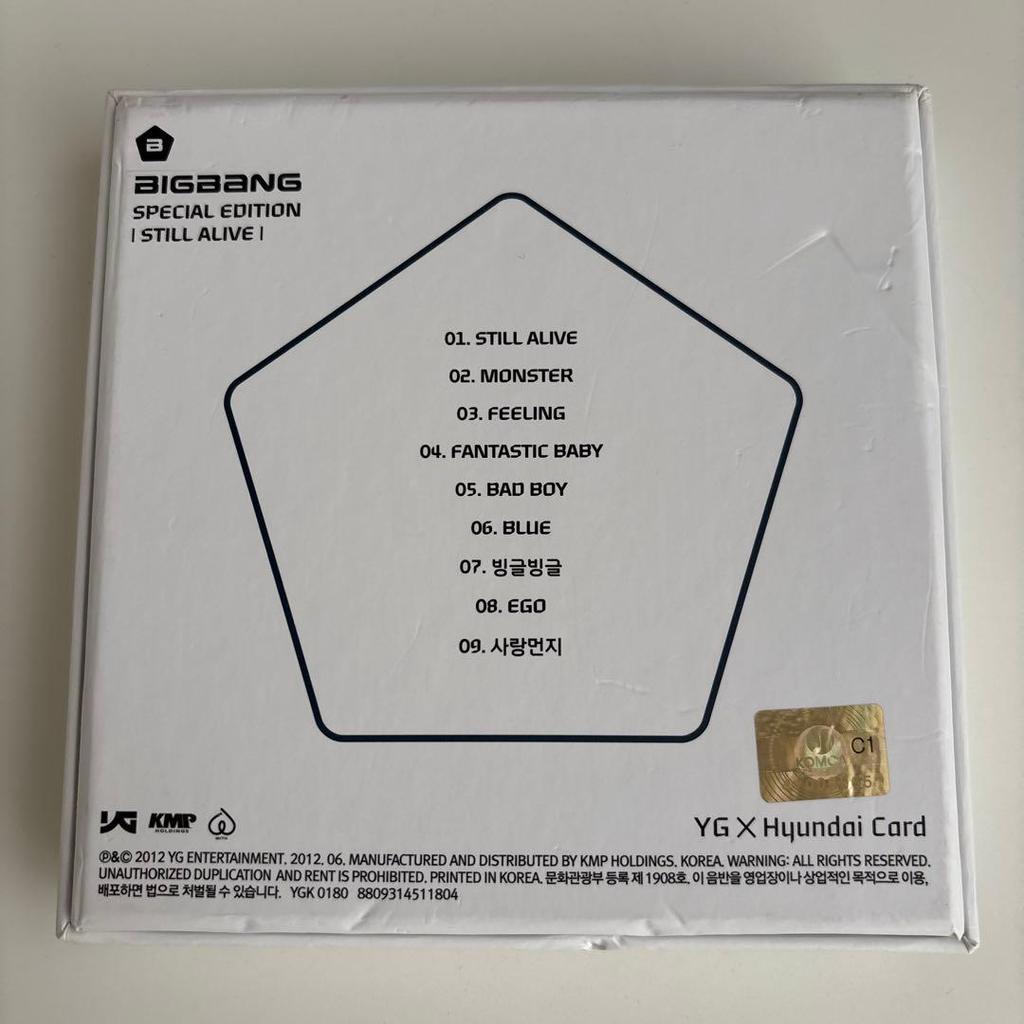 B
BIGBANG
SPECIAL EDITION
| STILL ALIVE |
01. STILL ALIVE
02. MONSTER
03. FEELING
04. FANTASTIC BABY
05. BAD BOY
06. BLUE
07. 빙글빙글
08. EGO
09. 사랑먼지
KOMCA
C1
YG KMP
HOLDINGS
WITH
YG X Hyundai Card
℗&© 2012 YG ENTERTAINMENT. 2012. 06. MANUFACTURED AND DISTRIBUTED BY KMP HOLDINGS. KOREA. WARNING: ALL RIGHTS RESERVED.
UNAUTHORIZED DUPLICATION AND RENT IS PROHIBITED. PRINTED IN KOREA. 문화관광부 등록 제 1908호. 이 음반을 영업장이나 상업적인 목적으로 이용,
배포하면 법으로 처벌될 수 있습니다. YGK 0180 8809314511804